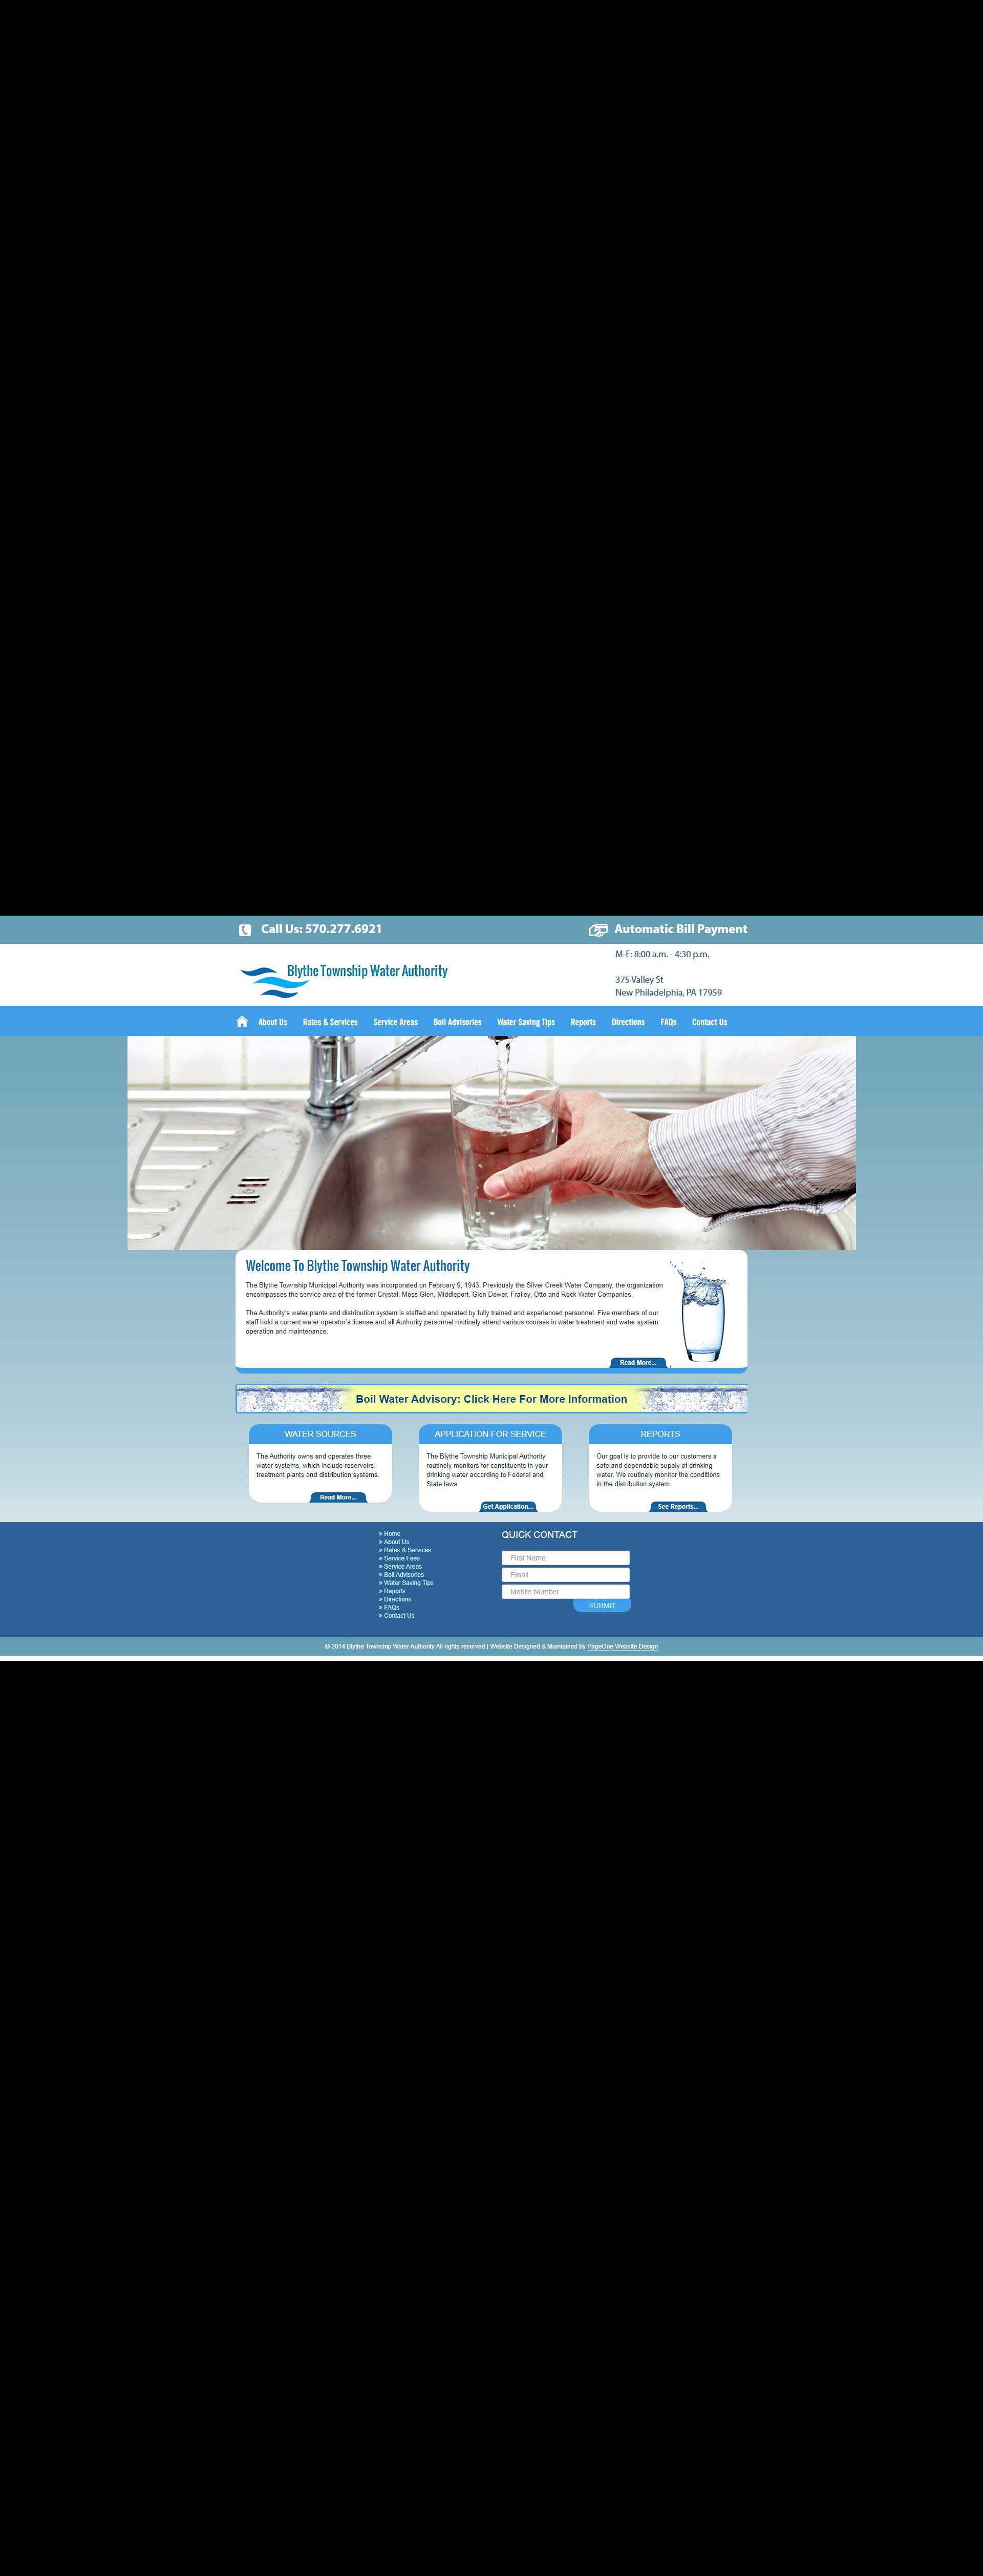 Call Us: 570.277.6921
Automatic Bill Payment
M-F: 8:00 a.m. - 4:30 p.m.
Blythe Township Water Authority
375 Valley St
New Philadelphia, PA 17959
About Us Rates & Services Service Areas Boil Advisories Water Saving Tips Reports Directions FAQs Contact Us
Welcome To Blythe Township Water Authority
The Blythe Township Municipal Authority was incorporated on February 9, 1943. Previously the Silver Creek Water Company, the organization
encompasses the service area of the former Crystal, Moss Glen, Middleport, Glen Dower, Frailey, Otto and Rock Water Companies.
The Authority's water plants and distribution system is staffed and operated by fully trained and experienced personnel. Five members of our
staff hold a current water operator's license and all Authority personnel routinely attend various courses in water treatment and water system
operation and maintenance.
Read More...
Boil Water Advisory: Click Here For More Information
WATER SOURCES
The Authority owns and operates three
water systems, which include reservoirs,
treatment plants and distribution systems.
Read More...
APPLICATION FOR SERVICE
The Blythe Township Municipal Authority
routinely monitors for constituents in your
drinking water according to Federal and
State laws.
Get Application...
REPORTS
Our goal is to provide to our customers a
safe and dependable supply of drinking
water. We routinely monitor the conditions
in the distribution system.
See Reports...
» Home
» About Us
» Rates & Services
» Service Fees
» Service Areas
» Boil Advisories
» Water Saving Tips
» Reports
» Directions
» FAQs
» Contact Us
QUICK CONTACT
First Name
Email
Mobile Number
SUBMIT
© 2014 Blythe Township Water Authority All rights reserved | Website Designed & Maintained by PageOne Website Design